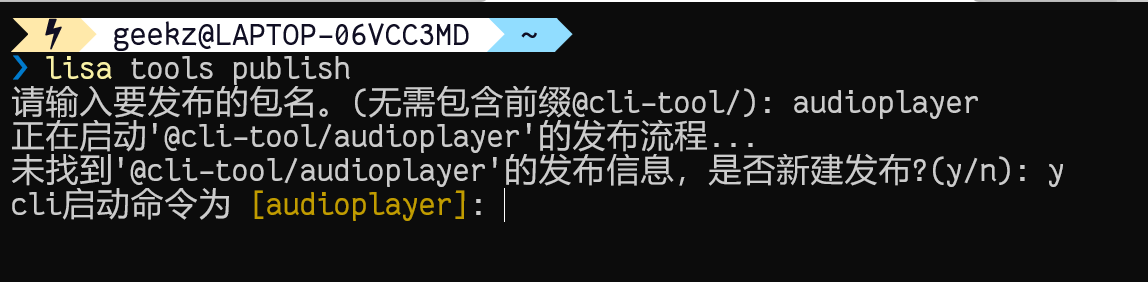 geekz@LAPTOP-06VCC3MD ~
❯ lisa tools publish
请输入要发布的包名。(无需包含前缀@cli-tool/): audioplayer
正在启动'@cli-tool/audioplayer'的发布流程...
未找到'@cli-tool/audioplayer'的发布信息，是否新建发布?(y/n): y
cli启动命令为 [audioplayer]: